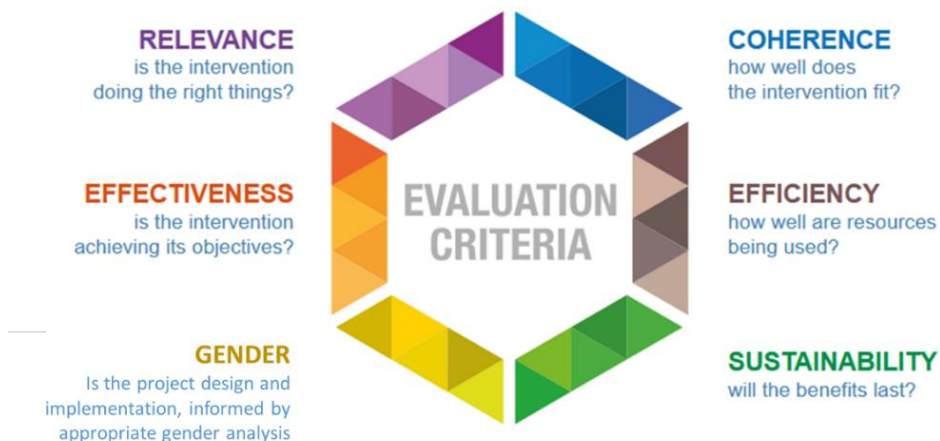 RELEVANCE
is the intervention
doing the right things?
COHERENCE
how well does
the intervention fit?
EFFECTIVENESS
is the intervention
achieving its objectives?
EVALUATION
CRITERIA
EFFICIENCY
how well are resources
being used?
GENDER
Is the project design and
implementation, informed by
appropriate gender analysis
SUSTAINABILITY
will the benefits last?